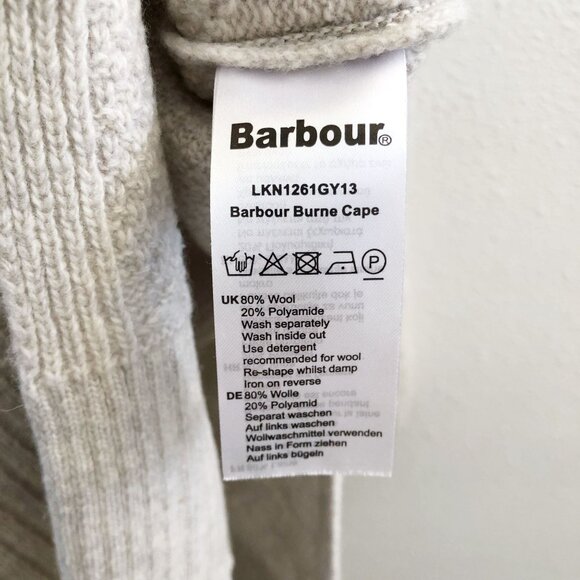 Barbour®
LKN1261GY13
Barbour Burne Cape
P
UK 80% Wool
20% Polyamide
Wash separately
Wash inside out
Use detergent
recommended for wool
Re-shape whilst damp
Iron on reverse
DE 80% Wolle
20% Polyamid
Separat waschen
Auf links waschen
Wollwaschmittel verwenden
Nass in Form ziehen
Auf links bügeln